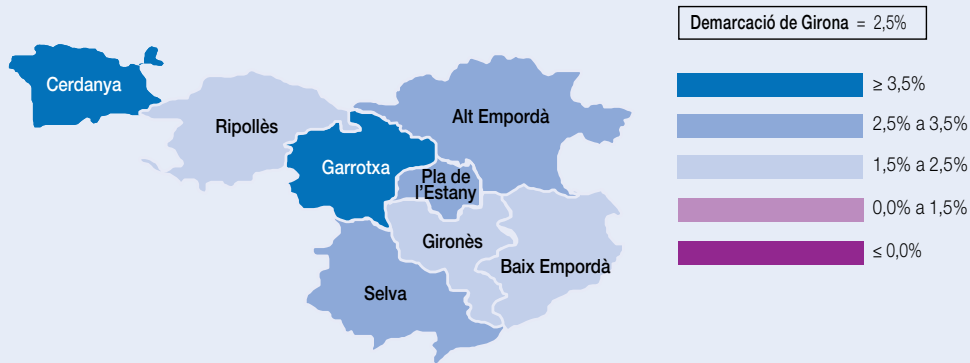 Demarcació de Girona = 2,5%
≥ 3,5%
2,5% a 3,5%
1,5% a 2,5%
0,0% a 1,5%
≤ 0,0%
Cerdanya
Ripollès
Alt Empordà
Garrotxa
Pla de
l'Estany
Gironès
Baix Empordà
Selva